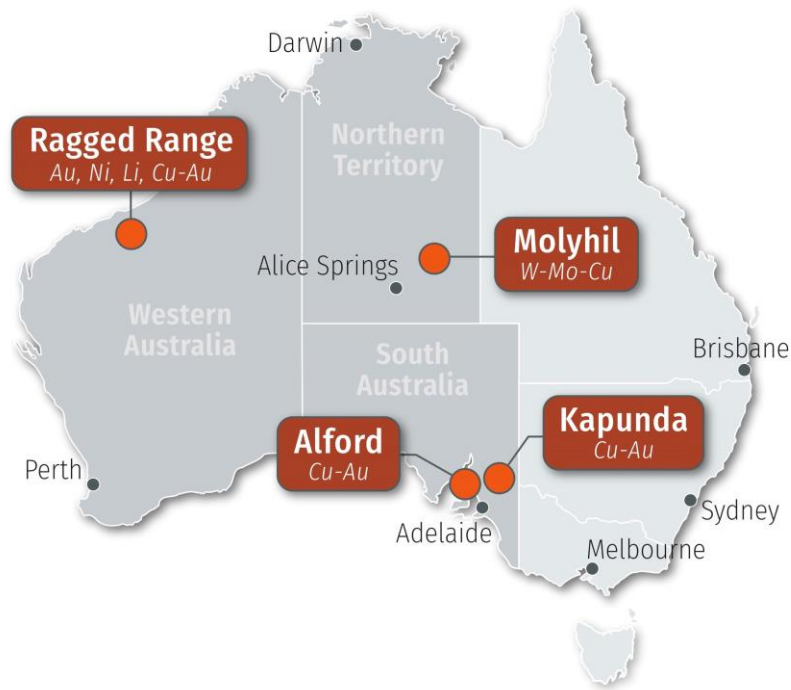 Darwin
Ragged Range
Au, Ni, Li, Cu-Au
Northern
Territory
Molyhil
W-Mo-Cu
Alice Springs
Western
Australia
South
Australia
Brisbane
Alford
Cu-Au
Kapunda
Cu-Au
Perth
Adelaide
Sydney
Melbourne